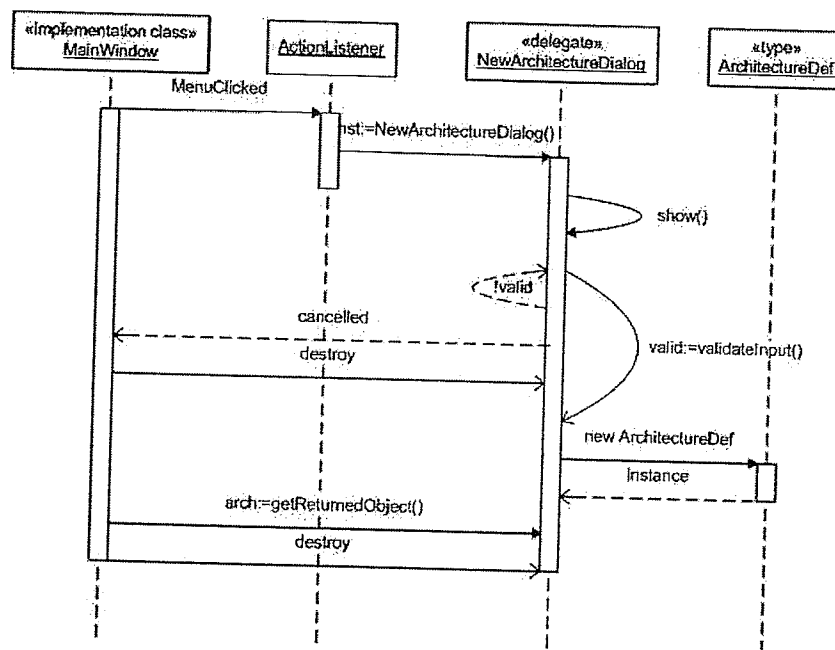 «implementation class»
MainWindow
ActionListener
«delegate»
NewArchitectureDialog
«type»
ArchitectureDef
MenuClicked
nst:=NewArchitectureDialog()
show()
!valid
cancelled
valid:=validateInput()
destroy
new ArchitectureDef
Instance
arch:=getReturnedObject()
destroy